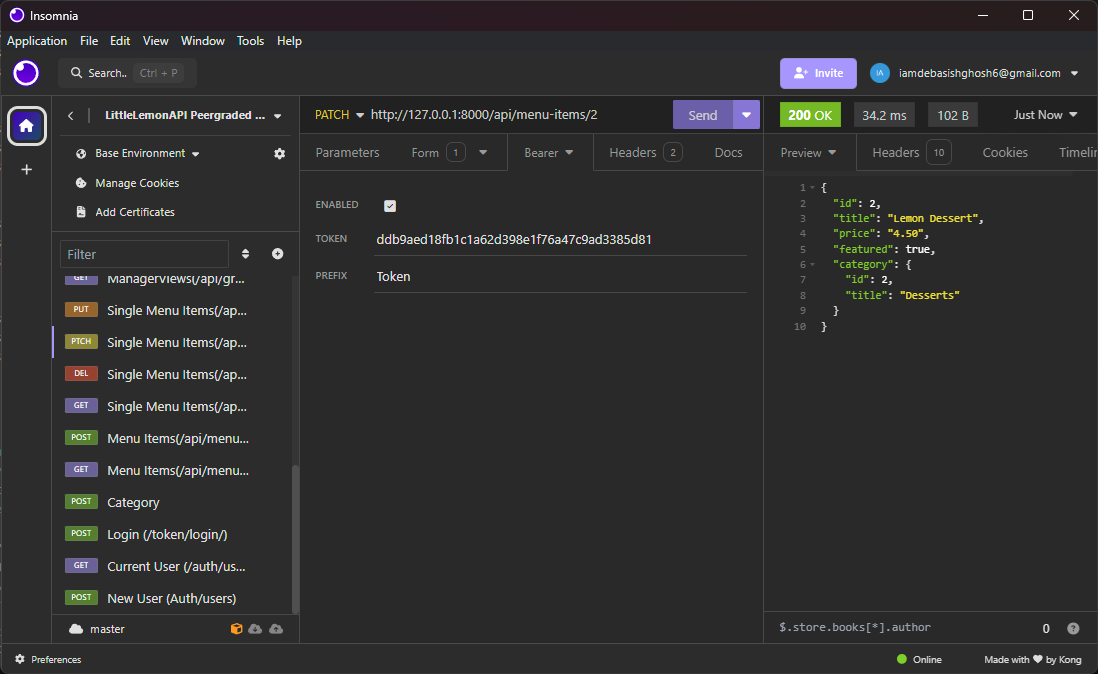 Insomnia
Application File Edit View Window Tools Help
Search.. Ctrl + P
Invite
IA
iamdebasishghosh6@gmail.com
LittleLemonAPI Peergraded ...
Base Environment
Manage Cookies
Add Certificates
Filter
GET ManagerViews(/api/gr...
PUT Single Menu Items(/ap...
PTCH Single Menu Items(/ap...
DEL Single Menu Items(/ap...
GET Single Menu Items(/ap...
POST Menu Items(/api/menu...
GET Menu Items(/api/menu...
POST Category
POST Login (/token/login/)
GET Current User (/auth/us...
POST New User (Auth/users)
master
PATCH http://127.0.0.1:8000/api/menu-items/2 Send
Parameters Form 1 Bearer Headers 2 Docs
ENABLED
TOKEN ddb9aed18fb1c1a62d398e1f76a47c9ad3385d81
PREFIX Token
200 OK 34.2 ms 102 B Just Now
Preview Headers 10 Cookies Timelin
1 {
2 "id": 2,
3 "title": "Lemon Dessert",
4 "price": "4.50",
5 "featured": true,
6 "category": {
7 "id": 2,
8 "title": "Desserts"
9 }
10 }
$.store.books[*].author 0 ?
Preferences
Online
Made with ♥ by Kong